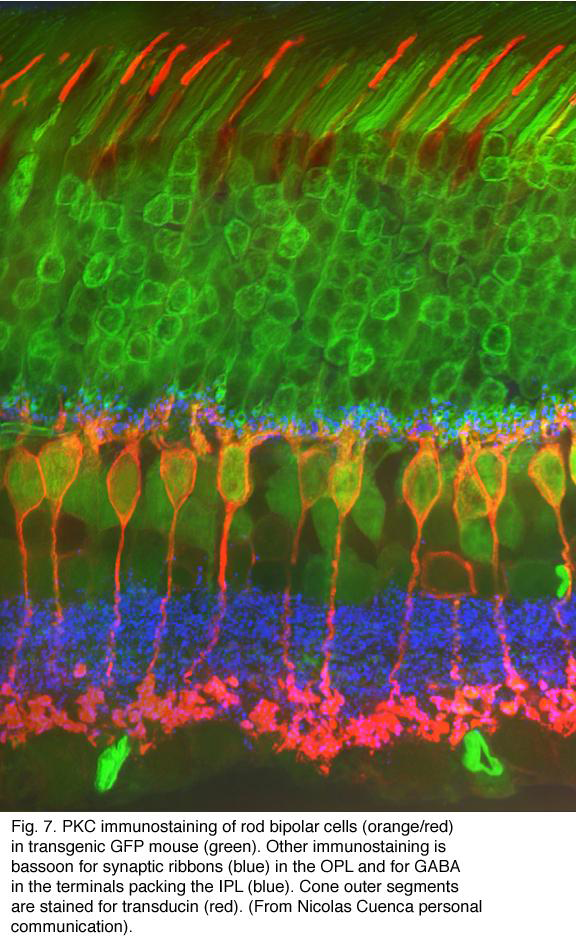 Fig. 7. PKC immunostaining of rod bipolar cells (orange/red)
in transgenic GFP mouse (green). Other immunostaining is
bassoon for synaptic ribbons (blue) in the OPL and for GABA
in the terminals packing the IPL (blue). Cone outer segments
are stained for transducin (red). (From Nicolas Cuenca personal
communication).